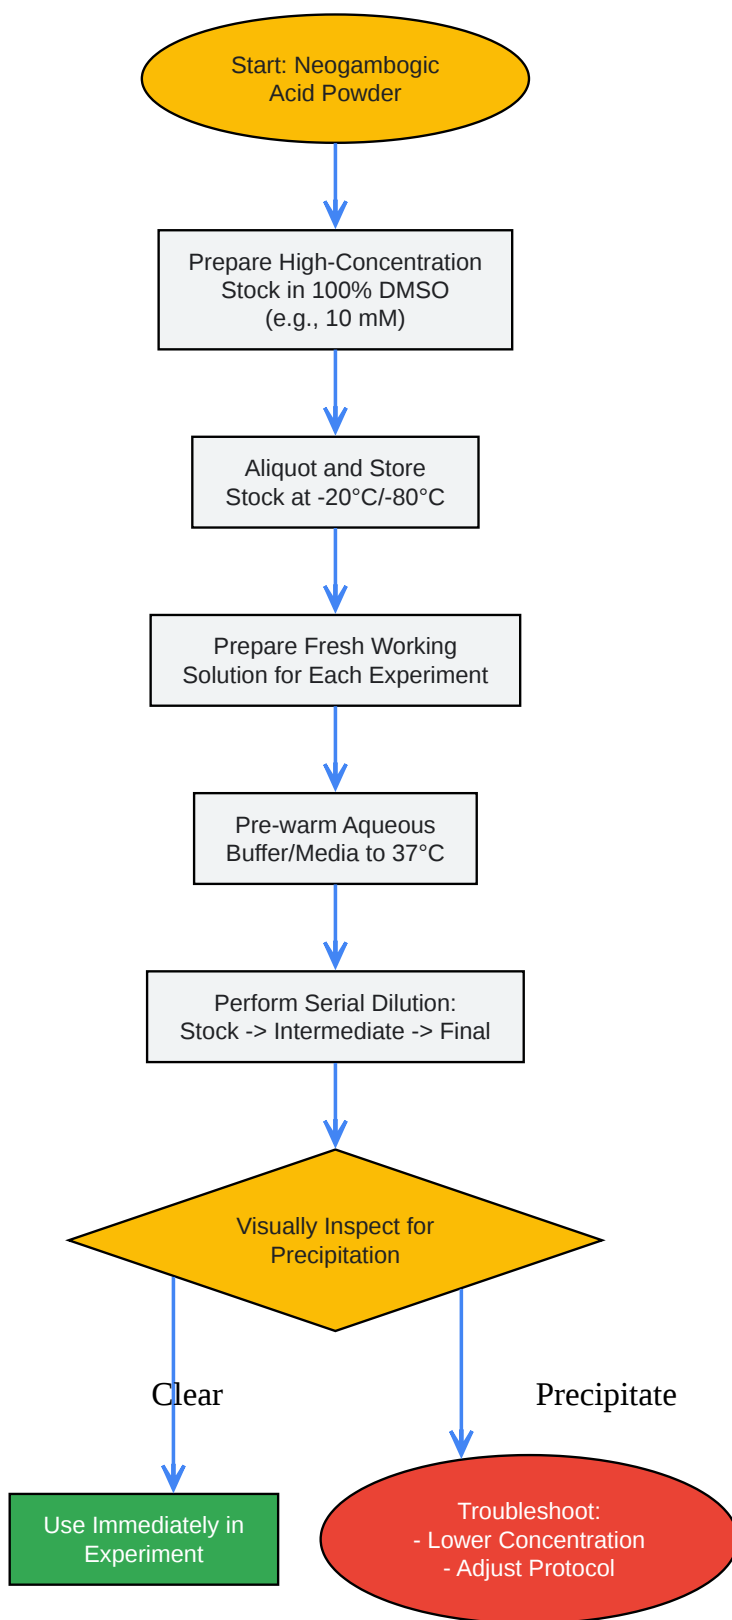 Start: Neogambogic
Acid Powder
Prepare High-Concentration
Stock in 100% DMSO
(e.g., 10 mM)
Aliquot and Store
Stock at -20°C/-80°C
Prepare Fresh Working
Solution for Each Experiment
Pre-warm Aqueous
Buffer/Media to 37°C
Perform Serial Dilution:
Stock -> Intermediate -> Final
Visually Inspect for
Precipitation
Clear
Precipitate
Use Immediately in
Experiment
Troubleshoot:
- Lower Concentration
- Adjust Protocol